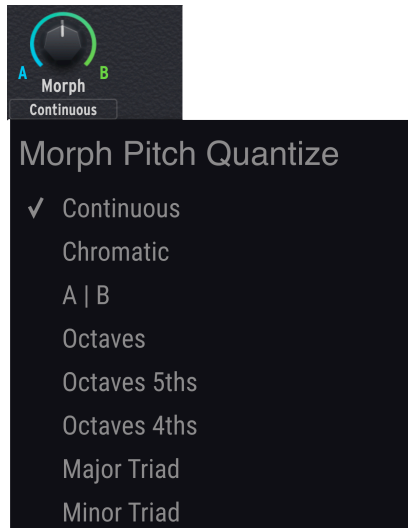 A B
Morph
Continuous
Morph Pitch Quantize
✓ Continuous
Chromatic
A | B
Octaves
Octaves 5ths
Octaves 4ths
Major Triad
Minor Triad